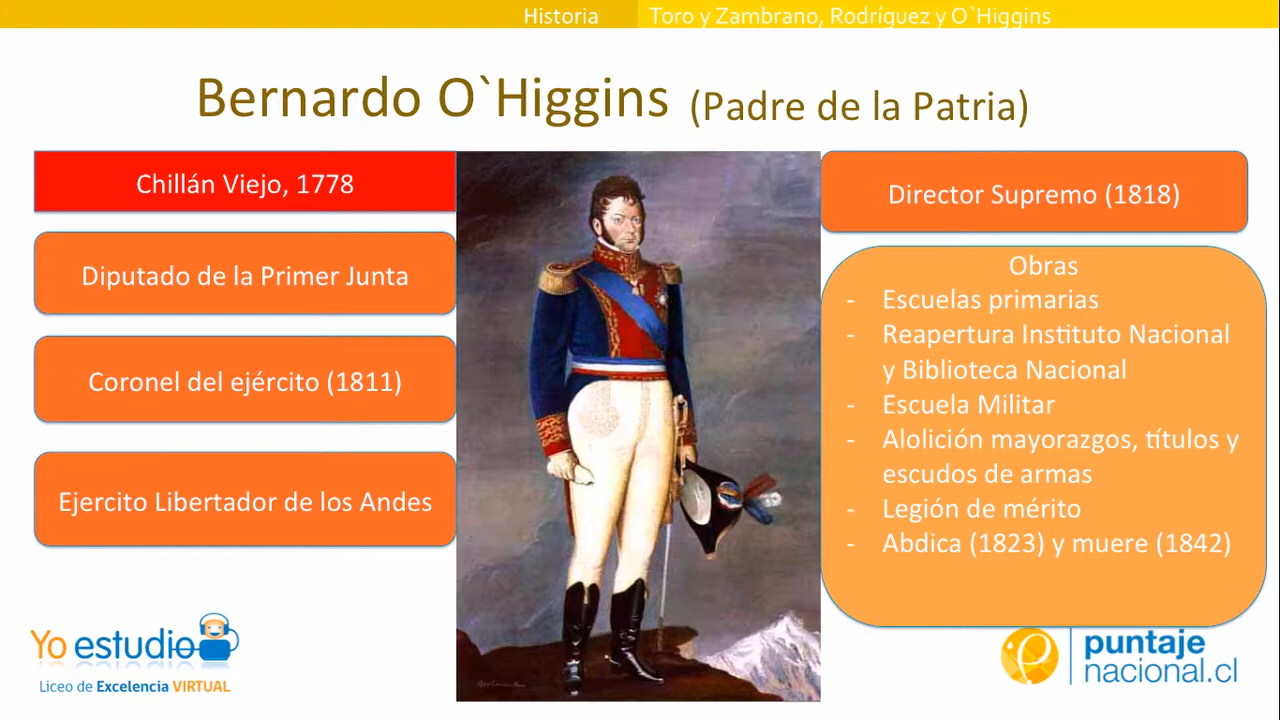 Historia
Toro y Zambrano, Rodríguez y O`Higgins
Bernardo O`Higgins (Padre de la Patria)
Chillán Viejo, 1778
Diputado de la Primer Junta
Coronel del ejército (1811)
Ejercito Libertador de los Andes
Director Supremo (1818)
Obras
- Escuelas primarias
- Reapertura Instituto Nacional
y Biblioteca Nacional
- Escuela Militar
- Alolición mayorazgos, títulos y
escudos de armas
- Legión de mérito
- Abdica (1823) y muere (1842)
Yo estudio
Liceo de Excelencia VIRTUAL
puntaje
nacional.cl